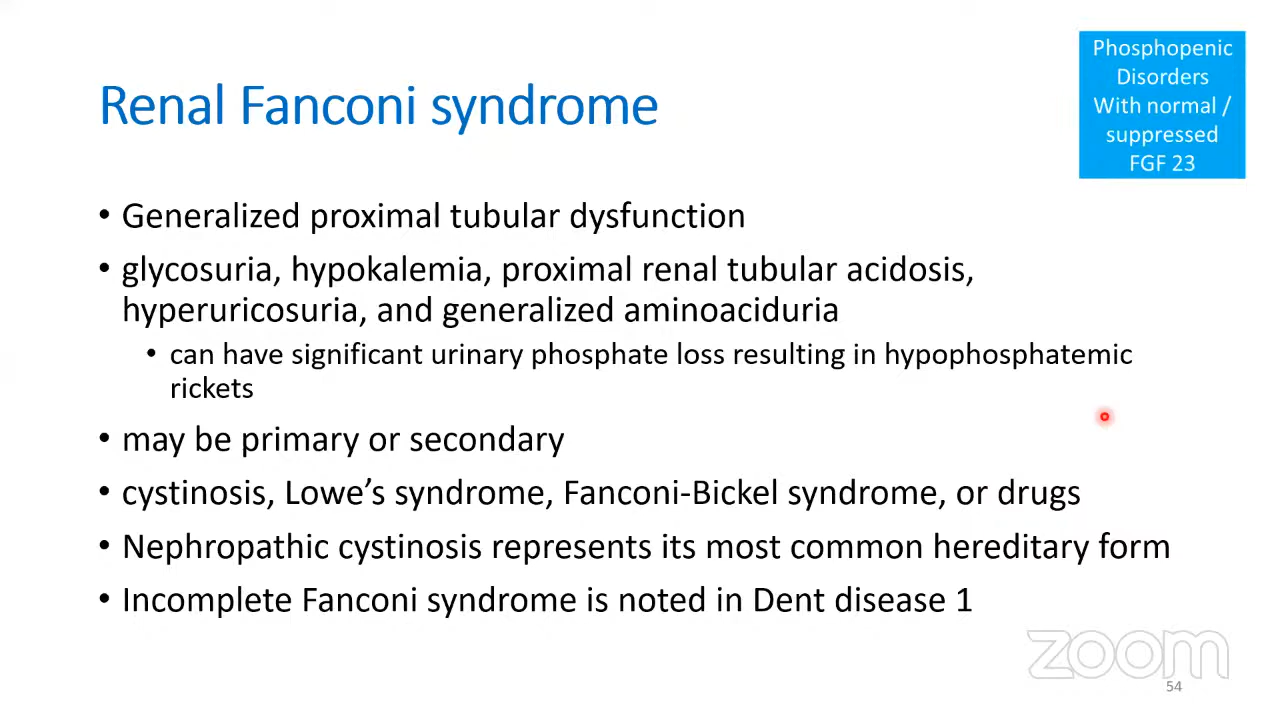 Phosphopenic
Disorders
With normal /
suppressed
FGF 23
Renal Fanconi syndrome
• Generalized proximal tubular dysfunction
• glycosuria, hypokalemia, proximal renal tubular acidosis,
hyperuricosuria, and generalized aminoaciduria
• can have significant urinary phosphate loss resulting in hypophosphatemic
rickets
• may be primary or secondary
• cystinosis, Lowe’s syndrome, Fanconi-Bickel syndrome, or drugs
• Nephropathic cystinosis represents its most common hereditary form
• Incomplete Fanconi syndrome is noted in Dent disease 1
zoom
54